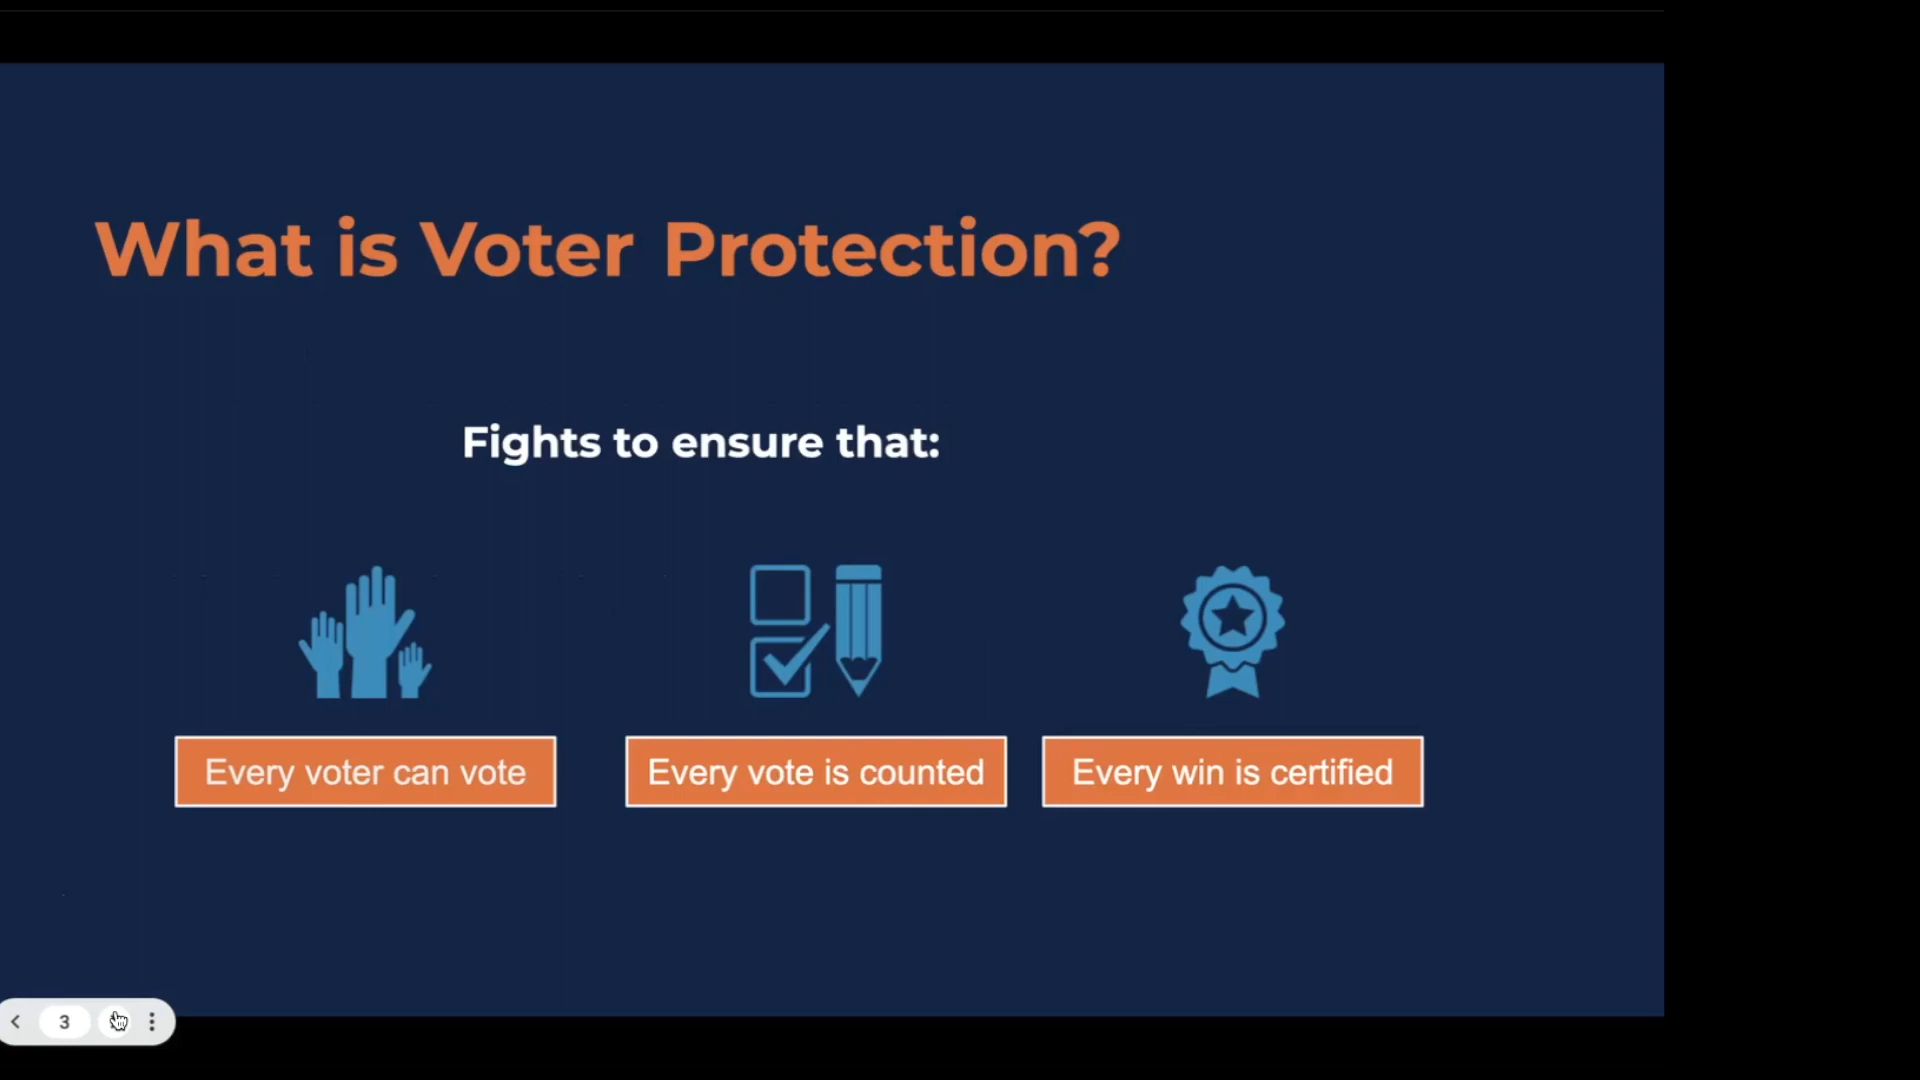 What is Voter Protection?
Fights to ensure that:
Every voter can vote
Every vote is counted
Every win is certified
3